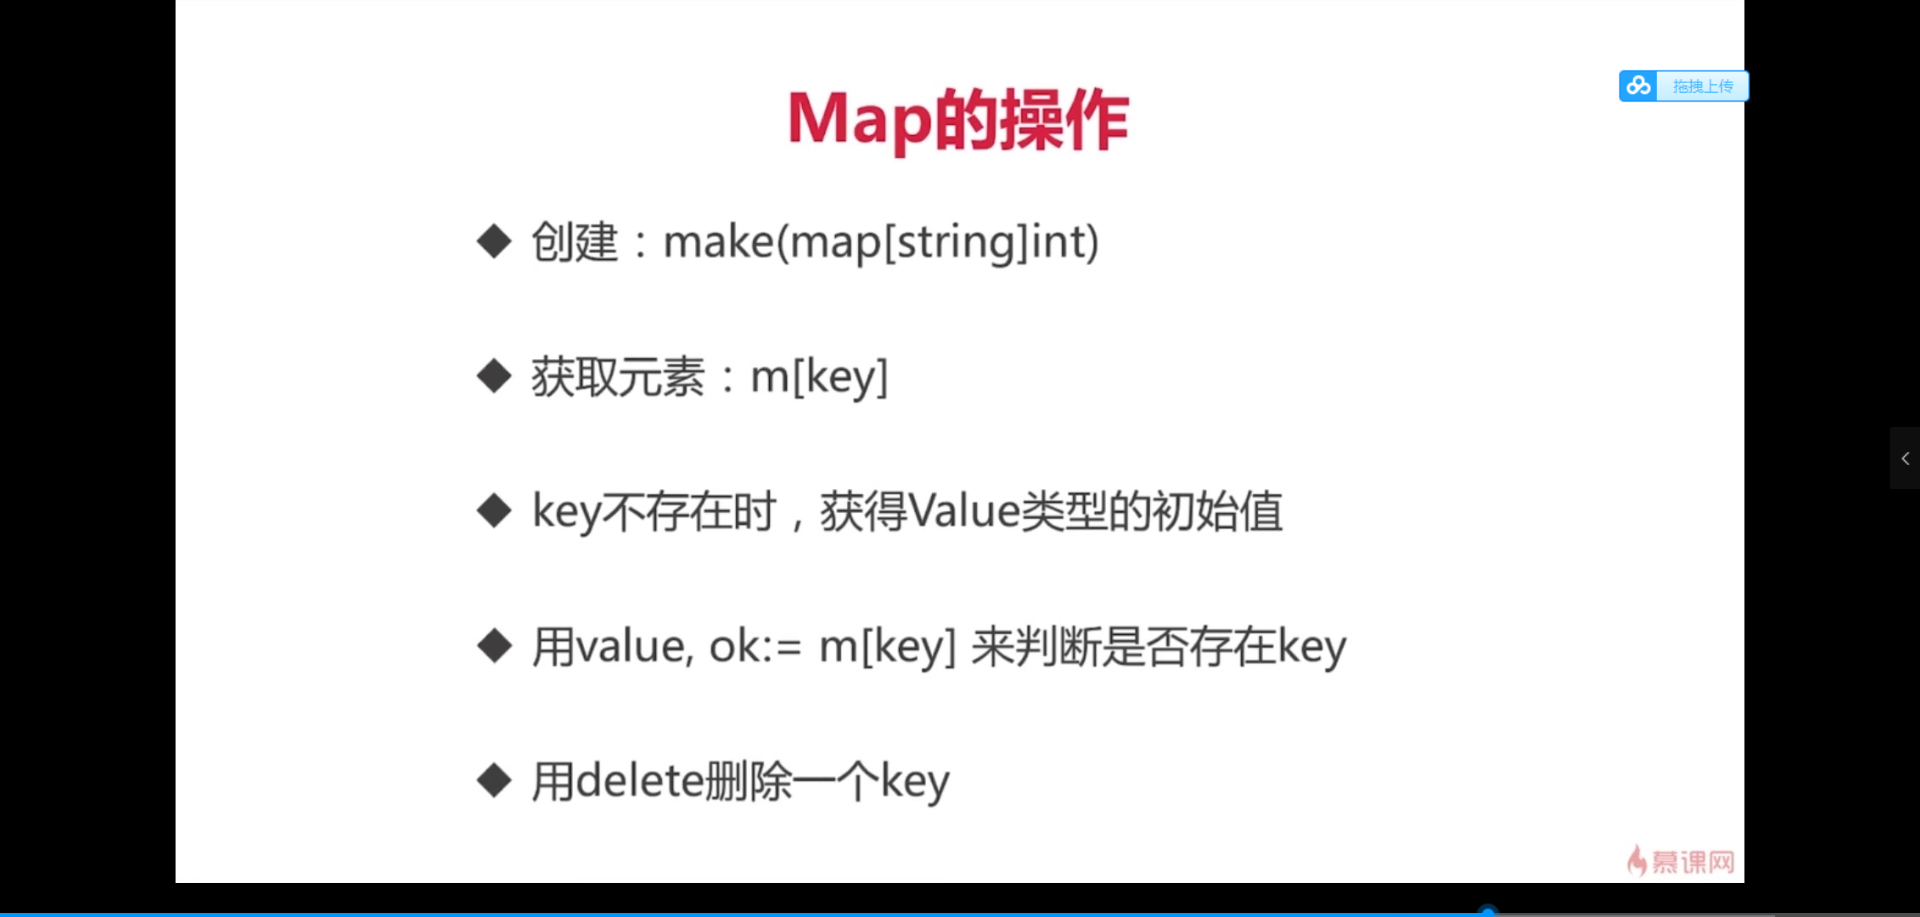 Map的操作
拖拽上传
◆ 创建：make(map[string]int)
◆ 获取元素：m[key]
◆ key不存在时，获得Value类型的初始值
◆ 用value, ok:= m[key] 来判断是否存在key
◆ 用delete删除一个key
慕课网